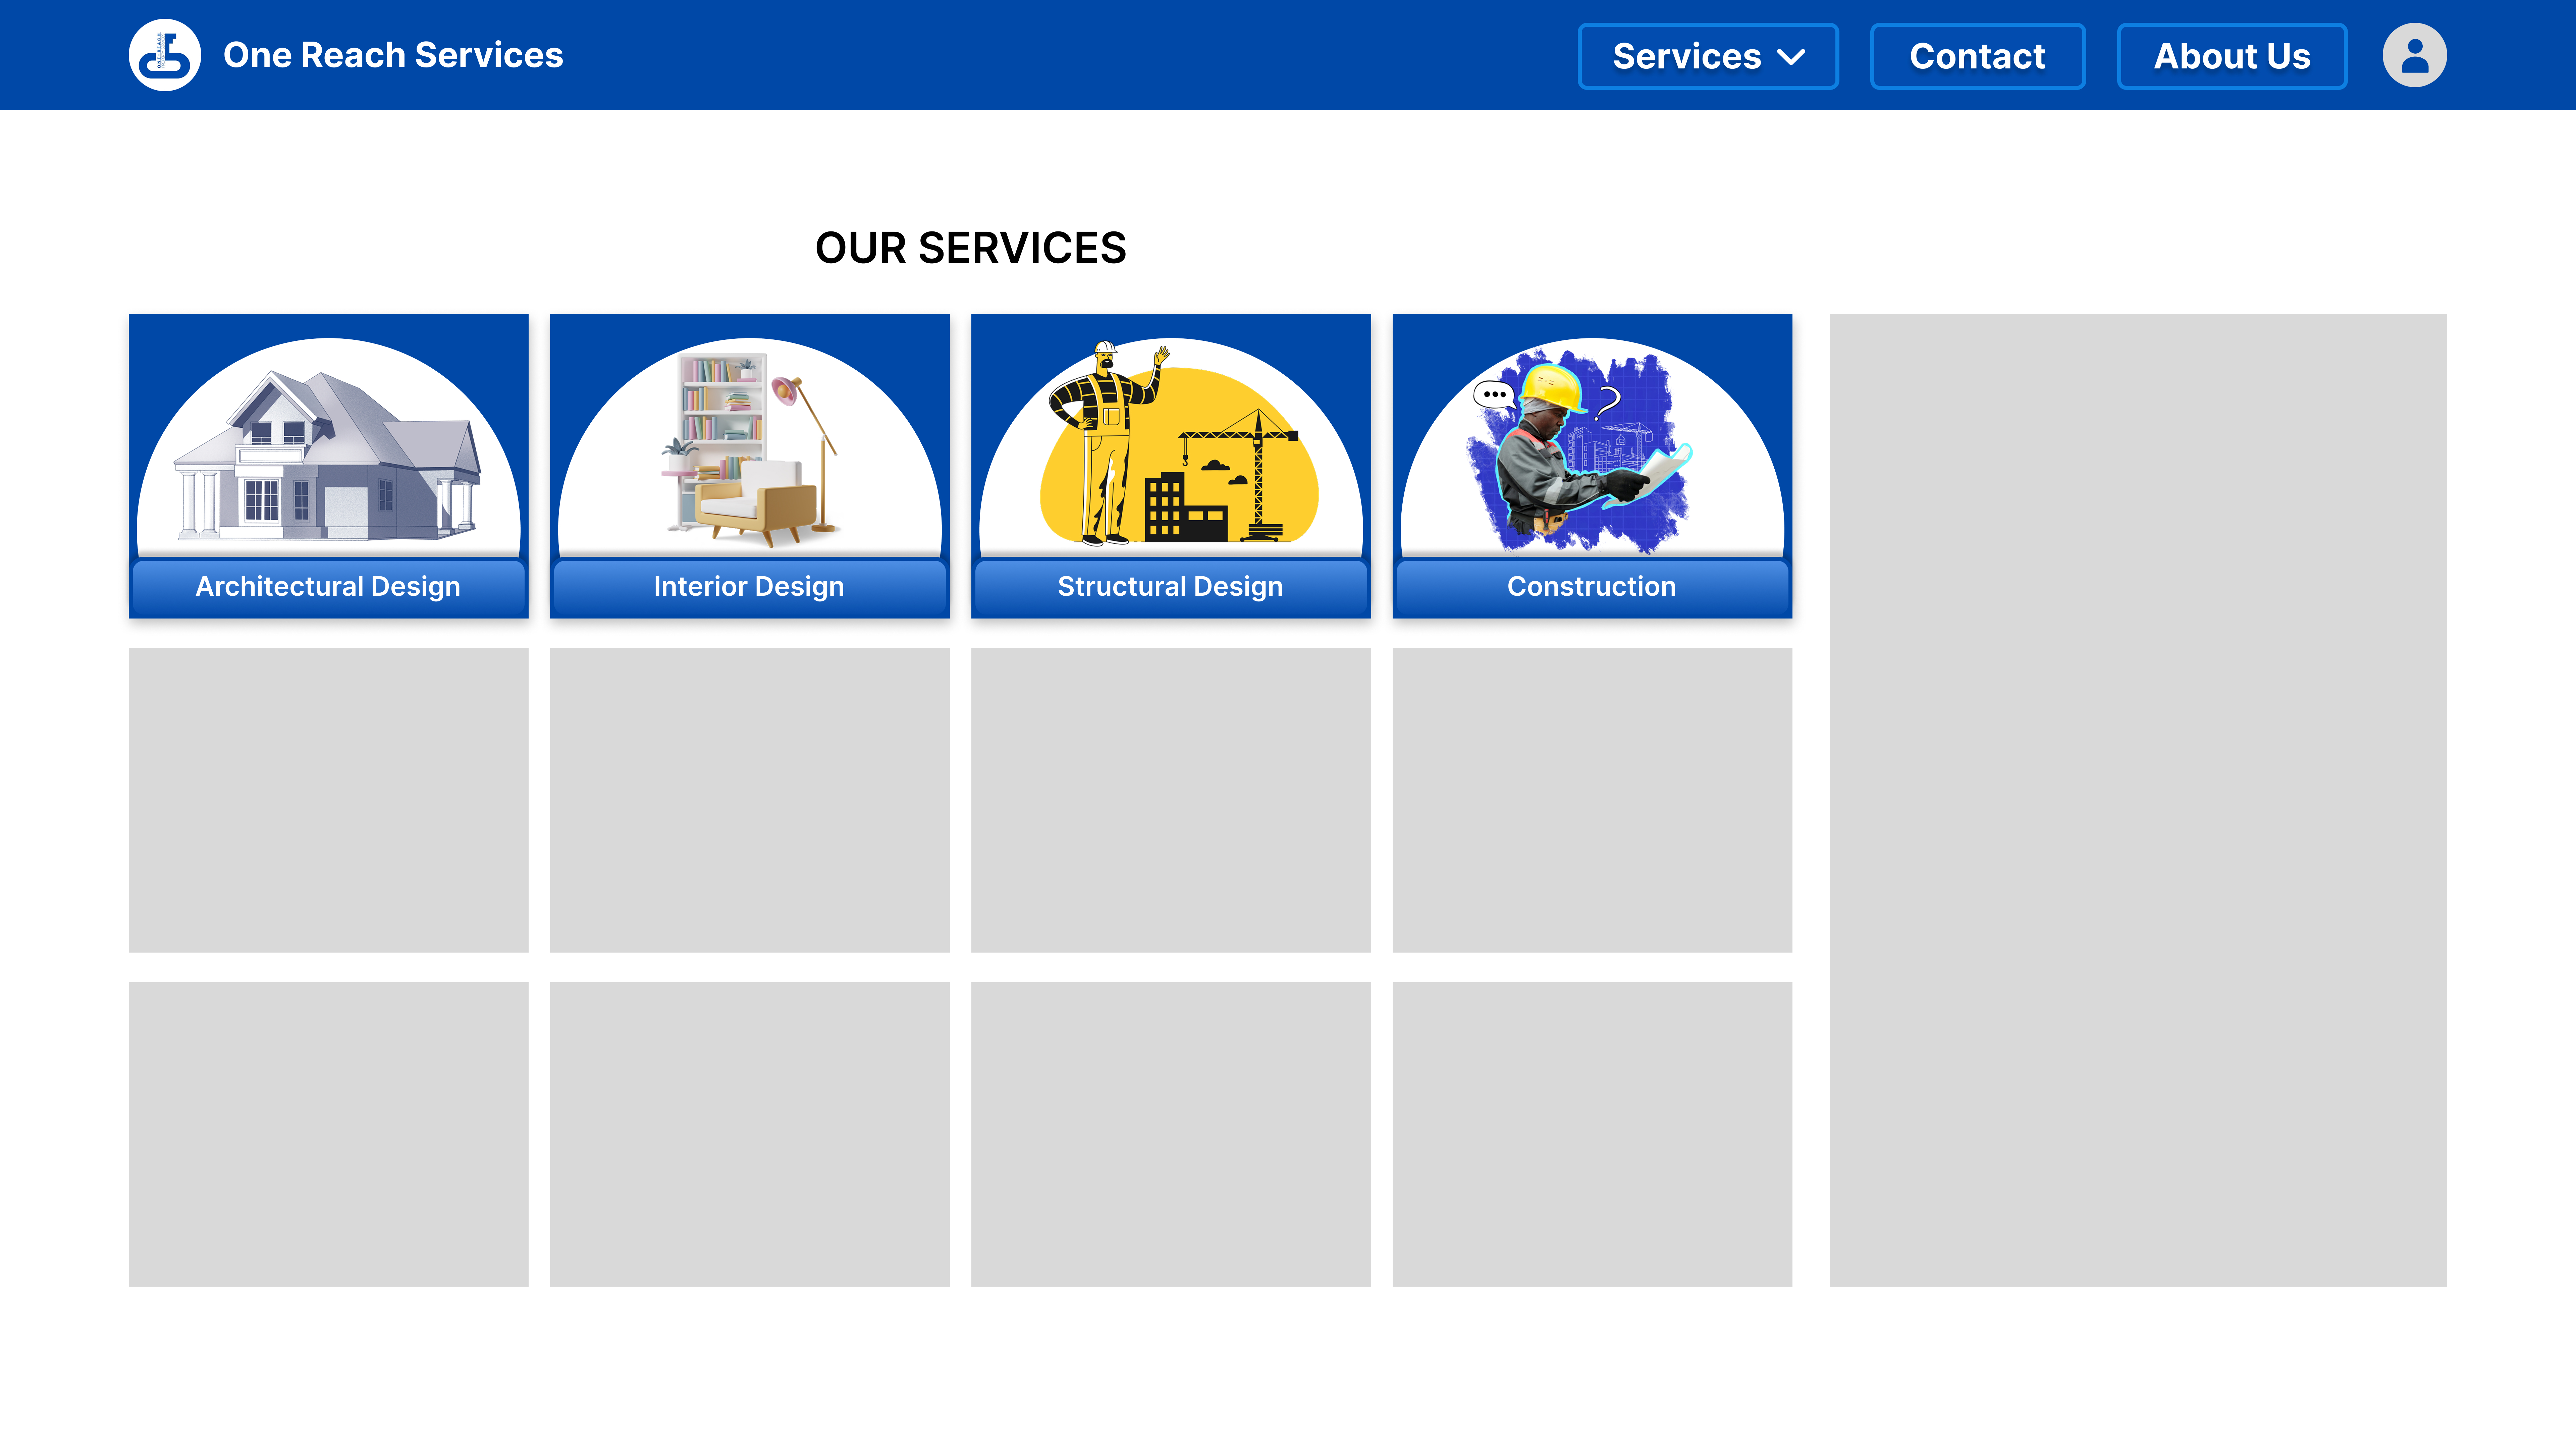 One Reach Services
Services
Contact
About Us
OUR SERVICES
?
Architectural Design
Interior Design
Structural Design
Construction